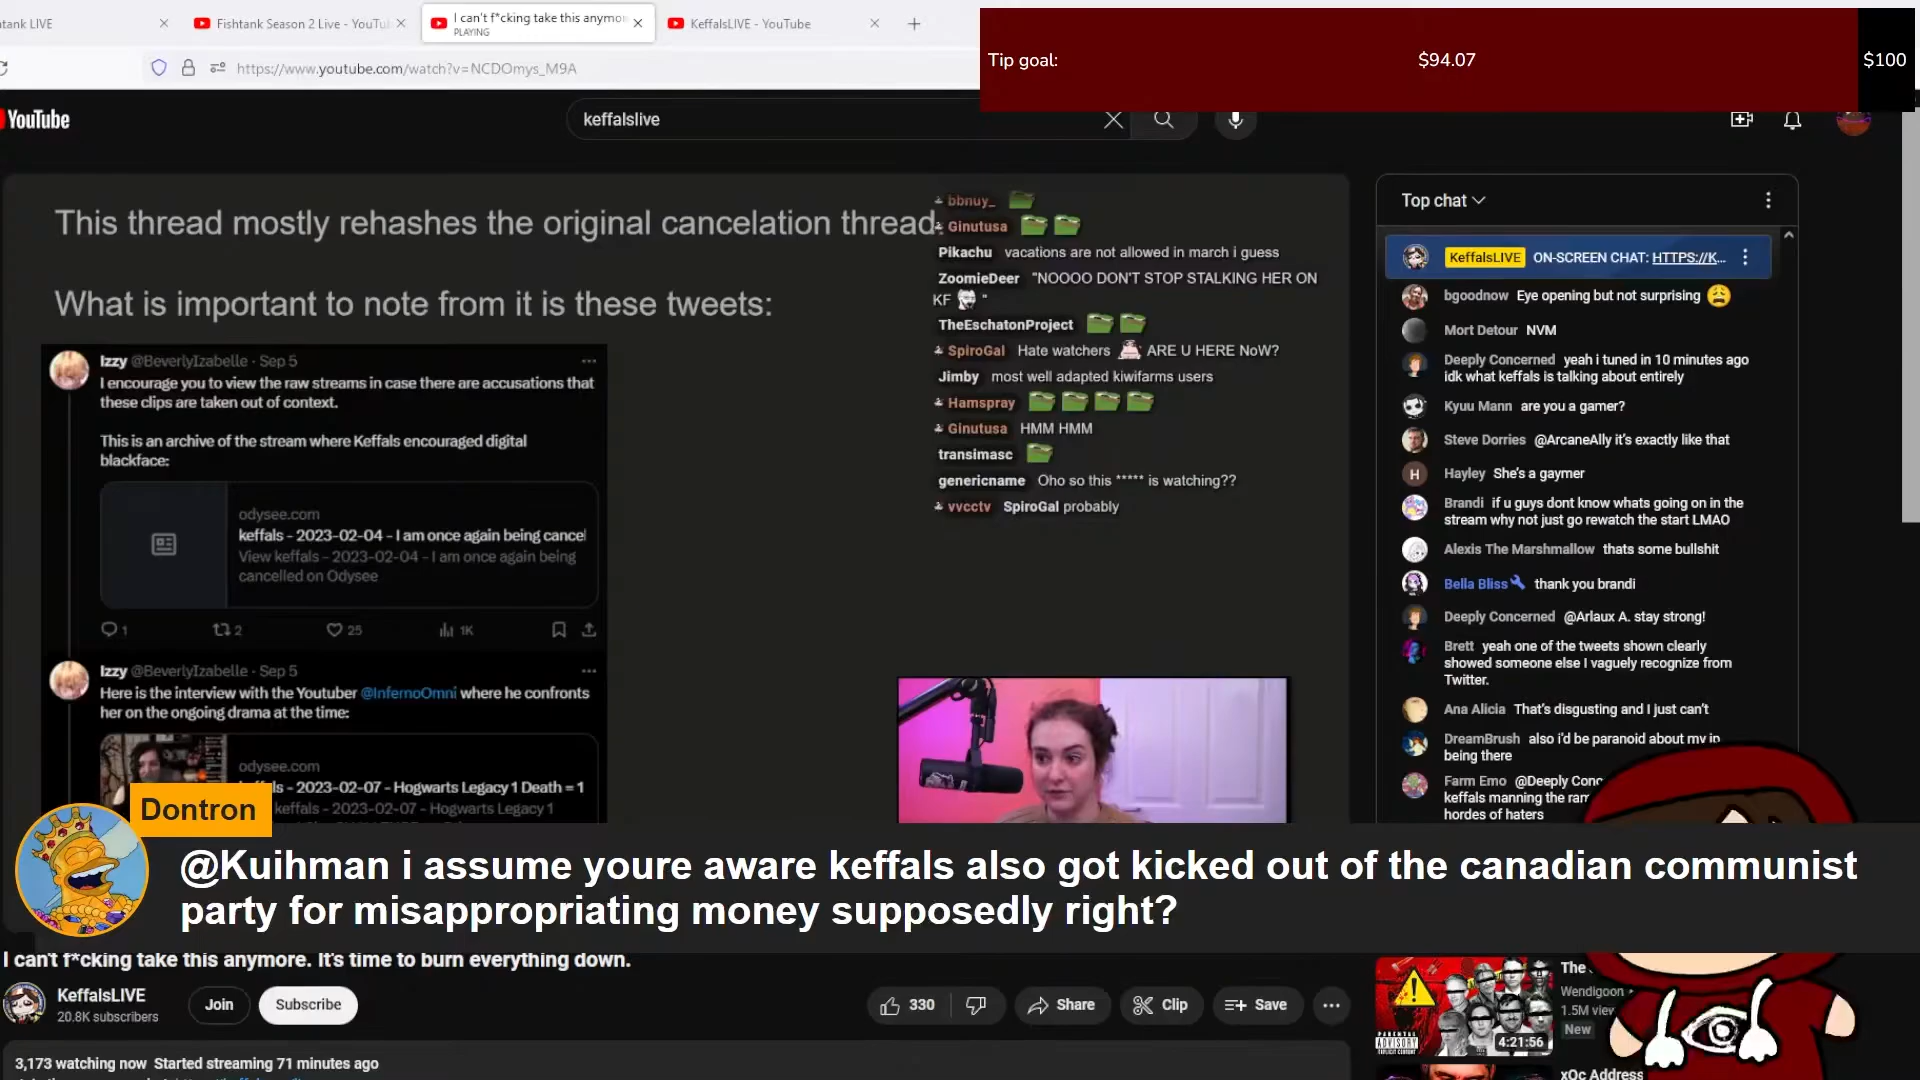 tank LIVE
Fishtank Season 2 Live - YouTu
I can't f*cking take this anymo
PLAYING
KeffalsLIVE - YouTube
https://www.youtube.com/watch?v=NCDOmys_M9A
Tip goal:
$94.07
$100
YouTube
keffalslive
This thread mostly rehashes the original cancelation thread.
What is important to note from it is these tweets:
Izzy @BeverlyIzabelle · Sep 5
I encourage you to view the raw streams in case there are accusations that
these clips are taken out of context.
This is an archive of the stream where Keffals encouraged digital
blackface:
odysee.com
keffals - 2023-02-04 - I am once again being cancel
View keffals - 2023-02-04 - I am once again being
cancelled on Odysee
1
2
25
1K
Izzy @BeverlyIzabelle · Sep 5
Here is the interview with the Youtuber @InfernoOmni where he confronts
her on the ongoing drama at the time:
odysee.com
- 2023-02-07 - Hogwarts Legacy 1 Death = 1
keffals - 2023-02-07 - Hogwarts Legacy 1
bbnuy_
Ginutusa
Pikachu vacations are not allowed in march i guess
ZoomieDeer "NOOOO DON'T STOP STALKING HER ON
KF "
TheEschatonProject
SpiroGal Hate watchers ARE U HERE NoW?
Jimby most well adapted kiwifarms users
Hamspray
Ginutusa HMM HMM
transimasc
genericname Oho so this ***** is watching??
vvcctv SpiroGal probably
Top chat
KeffalsLIVE ON-SCREEN CHAT: HTTPS://K...
bgoodnow Eye opening but not surprising
Mort Detour NVM
Deeply Concerned yeah i tuned in 10 minutes ago
idk what keffals is talking about entirely
Kyuu Mann are you a gamer?
Steve Dorries @ArcaneAlly it's exactly like that
H
Hayley She's a gaymer
Brandi if u guys dont know whats going on in the
stream why not just go rewatch the start LMAO
Alexis The Marshmallow thats some bullshit
Bella Bliss thank you brandi
Deeply Concerned @Arlaux A. stay strong!
Brett yeah one of the tweets shown clearly
showed someone else I vaguely recognize from
Twitter.
Ana Alicia That's disgusting and I just can't
DreamBrush also i'd be paranoid about my ip
being there
Farm Emo @Deeply Conc
keffals manning the ram
hordes of haters
Dontron
@Kuihman i assume youre aware keffals also got kicked out of the canadian communist
party for misappropriating money supposedly right?
I can't f*cking take this anymore. It's time to burn everything down.
KeffalsLIVE
20.8K subscribers
Join
Subscribe
330
Share
Clip
Save
3,173 watching now Started streaming 71 minutes ago
PARENTAL
ADVISORY
EXPLICIT CONTENT
4:21:56
The
Wendigoon
1.5M view
New
xQc Address